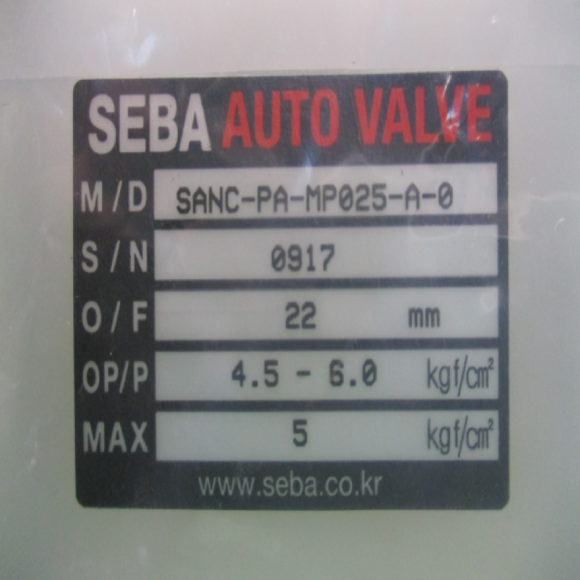 SEBA AUTO VALVE
M/D SANC-PA-MP025-A-0
S/N 0917
O/F 22 mm
OP/P 4.5 - 6.0 kgf/cm²
MAX 5 kgf/cm²
www.seba.co.kr